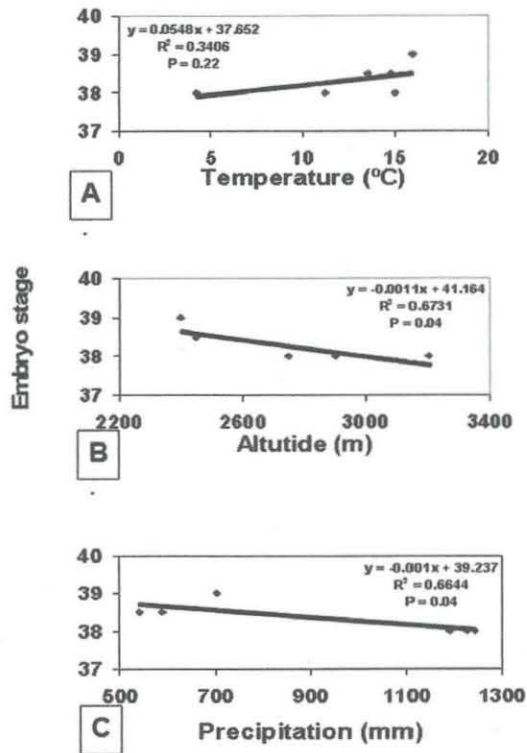 40
39
38
37
y = 0.0548x + 37.652
R² = 0.3406
P = 0.22
0 5 10 15 20
Temperature (ºC)
A
Embryo stage
40
39
38
37
y = -0.0011x + 41.164
R² = 0.6731
P = 0.04
2200 2600 3000 3400
Altutide (m)
B
40
39
38
37
y = -0.001x + 39.237
R² = 0.6644
P = 0.04
500 700 900 1100 1300
Precipitation (mm)
C